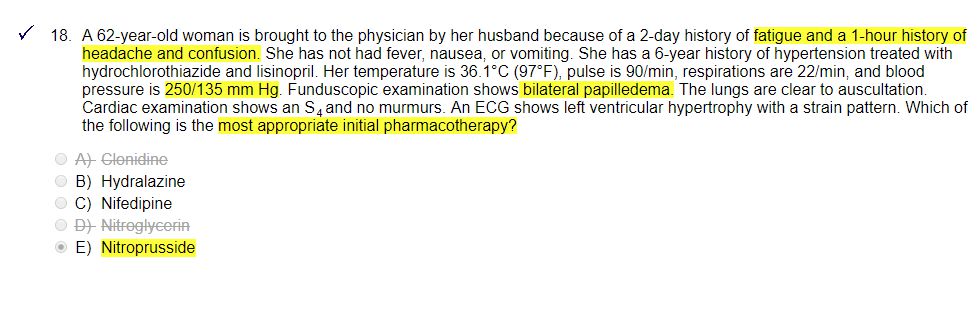 ✓ 18. A 62-year-old woman is brought to the physician by her husband because of a 2-day history of fatigue and a 1-hour history of
headache and confusion. She has not had fever, nausea, or vomiting. She has a 6-year history of hypertension treated with
hydrochlorothiazide and lisinopril. Her temperature is 36.1°C (97°F), pulse is 90/min, respirations are 22/min, and blood
pressure is 250/135 mm Hg. Funduscopic examination shows bilateral papilledema. The lungs are clear to auscultation.
Cardiac examination shows an S₄ and no murmurs. An ECG shows left ventricular hypertrophy with a strain pattern. Which of
the following is the most appropriate initial pharmacotherapy?
A) Clonidine
B) Hydralazine
C) Nifedipine
D) Nitroglycerin
E) Nitroprusside